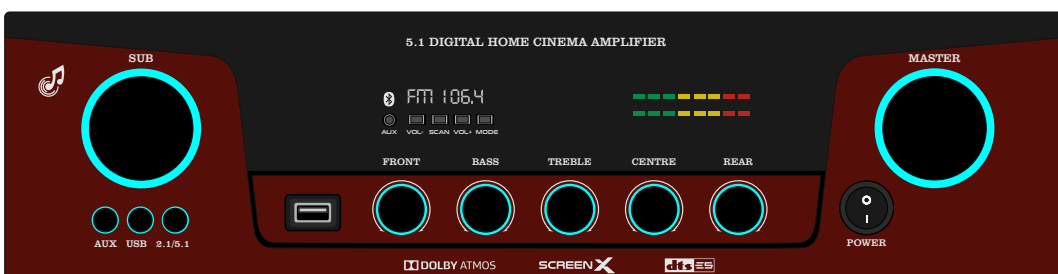 5.1 DIGITAL HOME CINEMA AMPLIFIER
SUB
MASTER
FM 106.4
AUX VOL- SCAN VOL+ MODE
FRONT BASS TREBLE CENTRE REAR
AUX USB 2.1/5.1
POWER
DOLBY ATMOS SCREENX dts ES